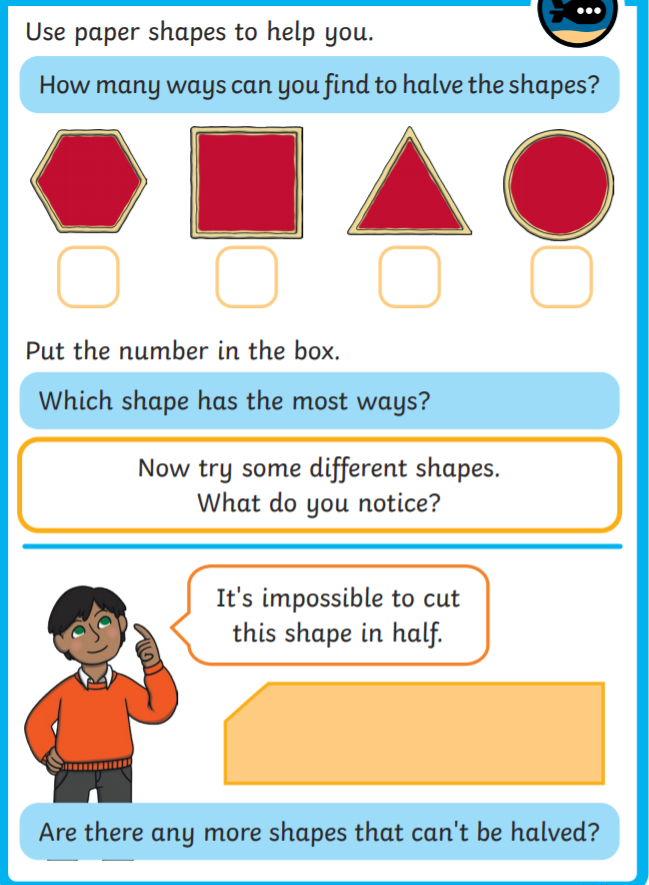 Use paper shapes to help you.
How many ways can you find to halve the shapes?
Put the number in the box.
Which shape has the most ways?
Now try some different shapes.
What do you notice?
It's impossible to cut
this shape in half.
Are there any more shapes that can't be halved?